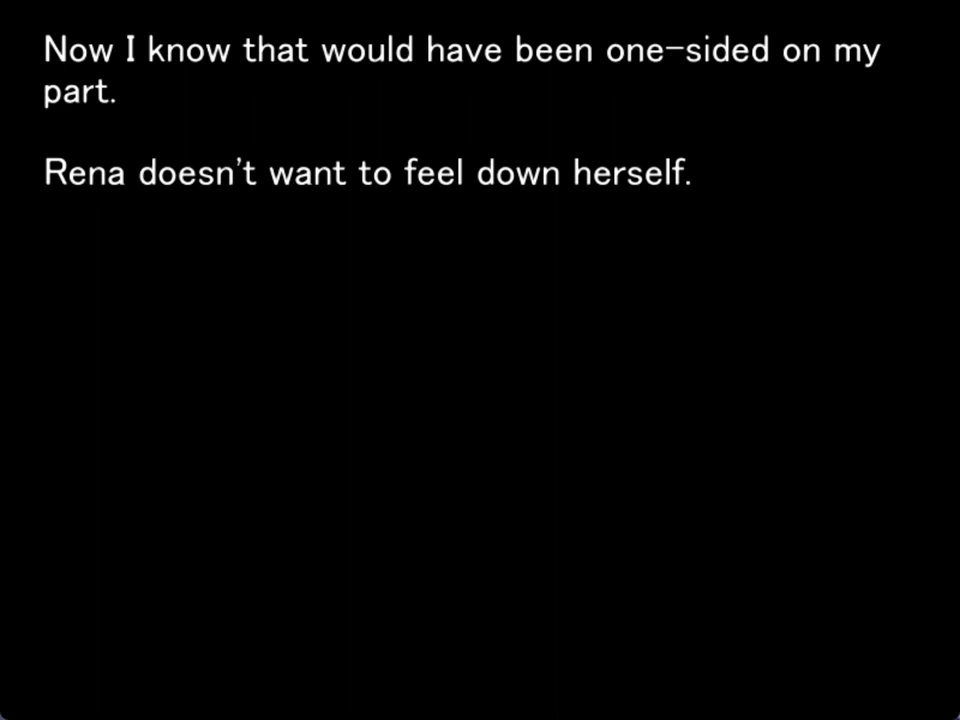 Now I know that would have been one-sided on my
part.
Rena doesn't want to feel down herself.